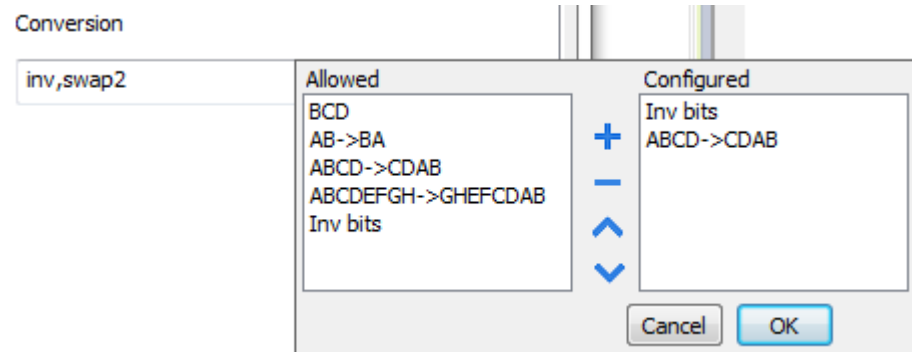 Conversion
inv,swap2
Allowed
BCD
AB->BA
ABCD->CDAB
ABCDEFGH->GHEFCDAB
Inv bits
Configured
Inv bits
ABCD->CDAB
Cancel
OK